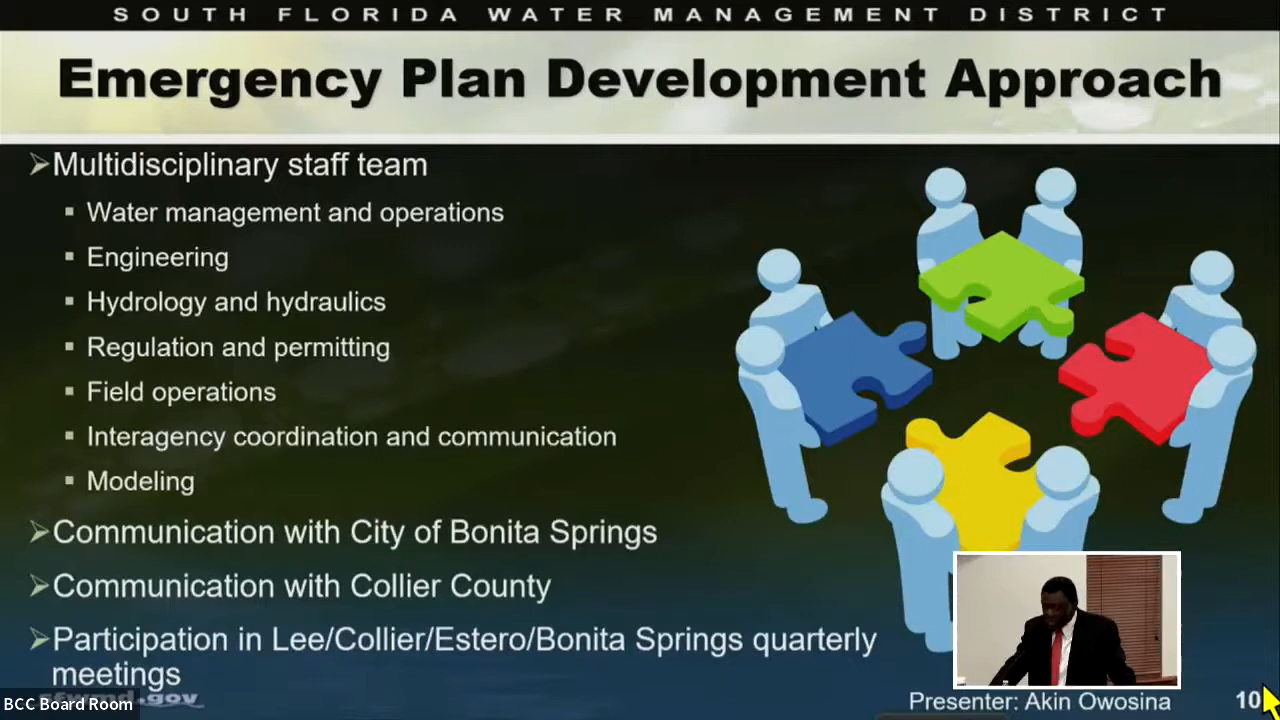 SOUTH FLORIDA WATER MANAGEMENT DISTRICT
Emergency Plan Development Approach
Multidisciplinary staff team
Water management and operations
Engineering
Hydrology and hydraulics
Regulation and permitting
Field operations
Interagency coordination and communication
Modeling
Communication with City of Bonita Springs
Communication with Collier County
Participation in Lee/Collier/Estero/Bonita Springs quarterly
meetings
sfwmd.gov
BCC Board Room
Presenter: Akin Owosina
10